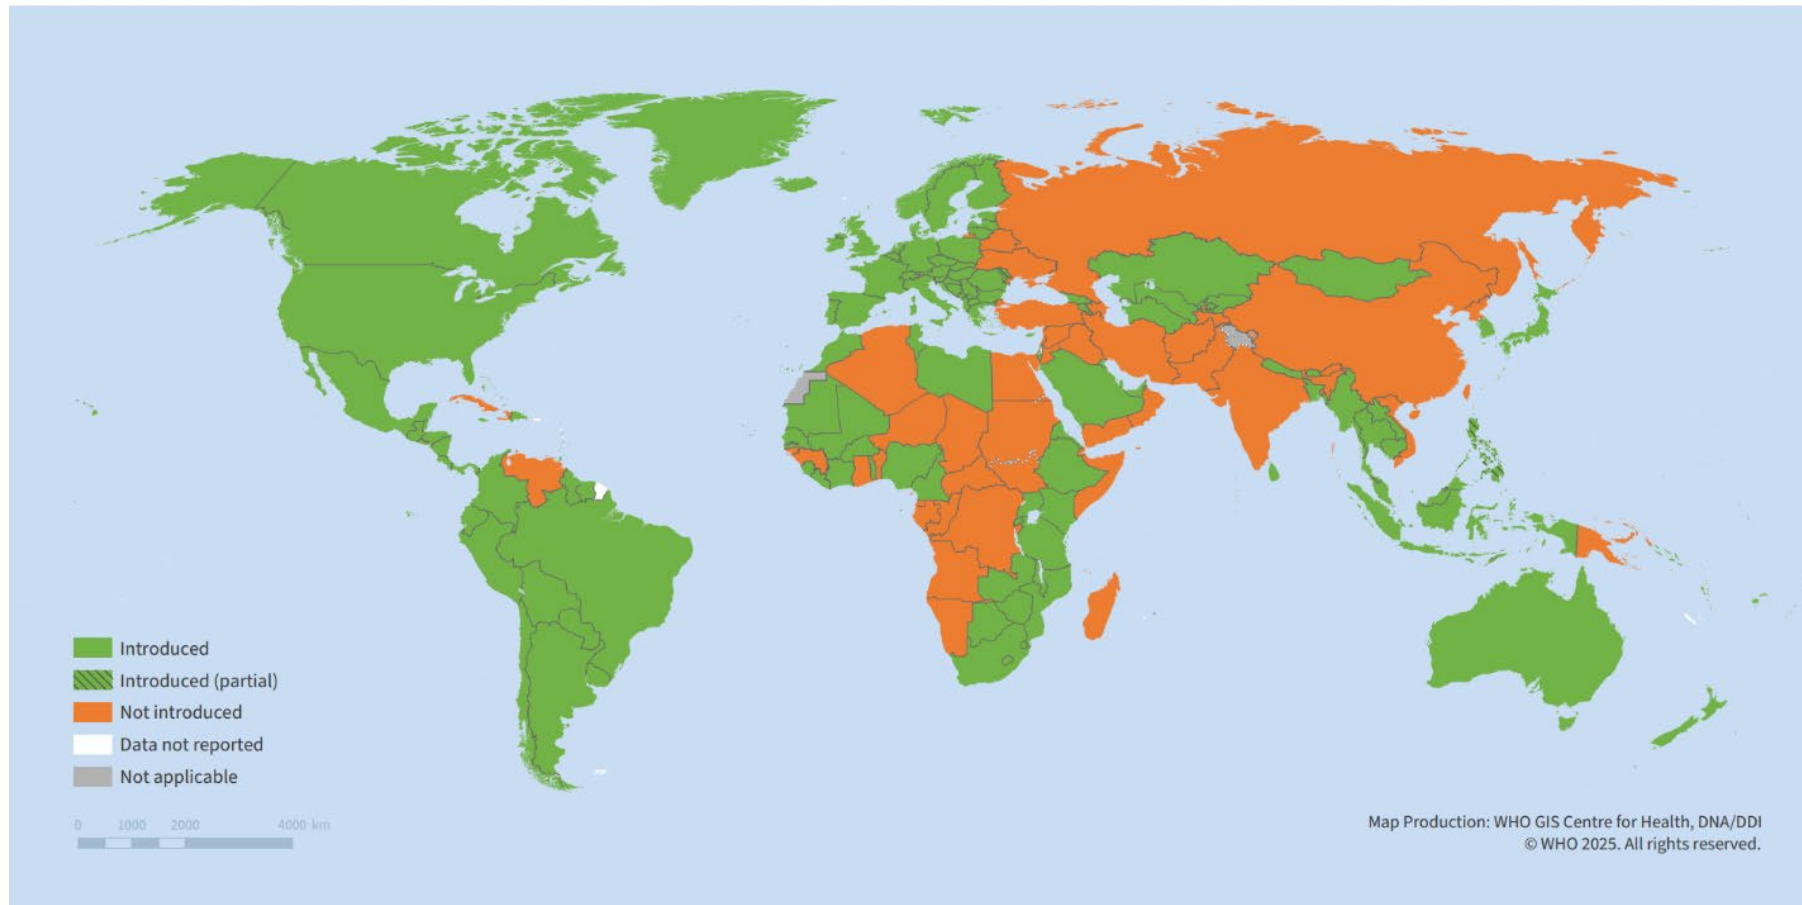 Introduced
Introduced (partial)
Not introduced
Data not reported
Not applicable
0 1000 2000 4000 km
Map Production: WHO GIS Centre for Health, DNA/DDI
© WHO 2025. All rights reserved.